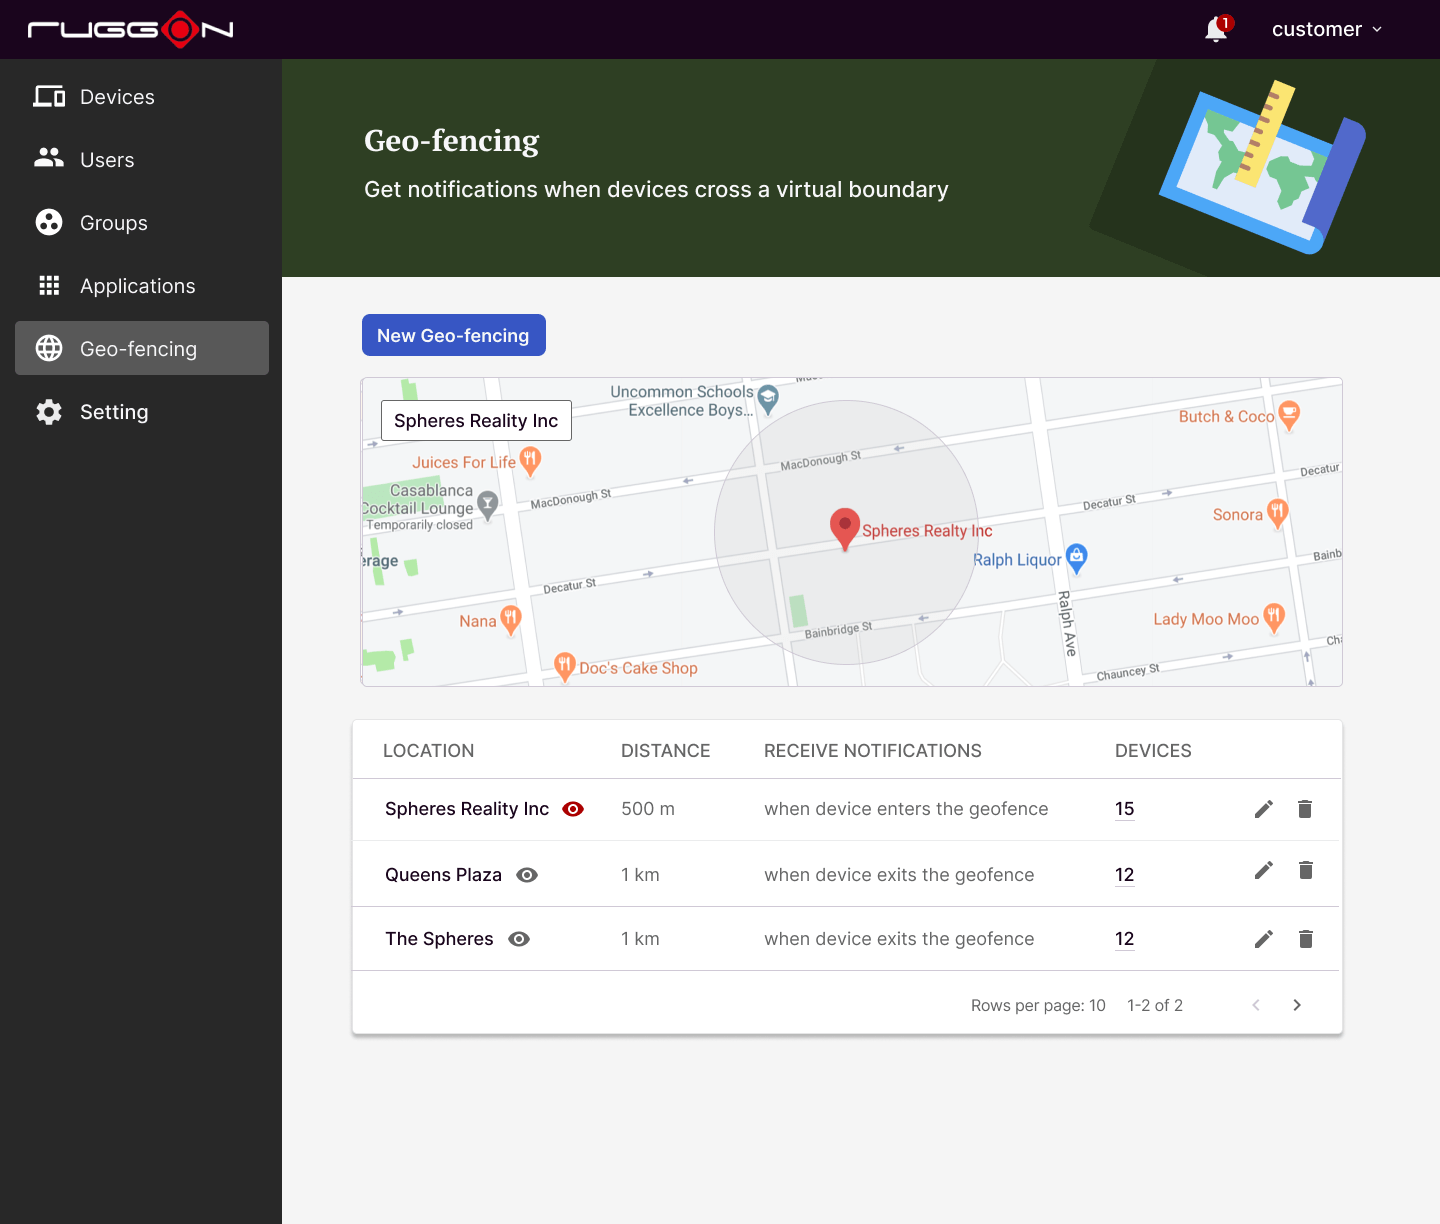 RUGGON
1
customer
Devices
Users
Groups
Applications
Geo-fencing
Setting
Geo-fencing
Get notifications when devices cross a virtual boundary
New Geo-fencing
Spheres Reality Inc
Uncommon Schools
Excellence Boys...
Butch & Coco
Juices For Life
MacDonough St
Decatur
Casablanca
Cocktail Lounge
Temporarily closed
MacDonough St
Decatur St
Sonora
Spheres Realty Inc
erage
Ralph Liquor
Bainb
Decatur St
Nana
Ralph Ave
Lady Moo Moo
Bainbridge St
Cha
Doc's Cake Shop
Chauncey St
LOCATION DISTANCE RECEIVE NOTIFICATIONS DEVICES
Spheres Reality Inc 500 m when device enters the geofence 15
Queens Plaza 1 km when device exits the geofence 12
The Spheres 1 km when device exits the geofence 12
Rows per page: 10 1-2 of 2